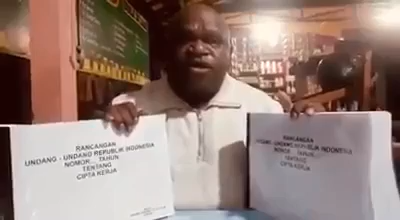 RANCANGAN
UNDANG - UNDANG REPUBLIK INDONESIA
NOMOR.... TAHUN
TENTANG
CIPTA KERJA
RANCANGAN
UNDANG - UNDANG REPUBLIK INDONESIA
NOMOR.... TAHUN....
TENTANG
CIPTA KERJA